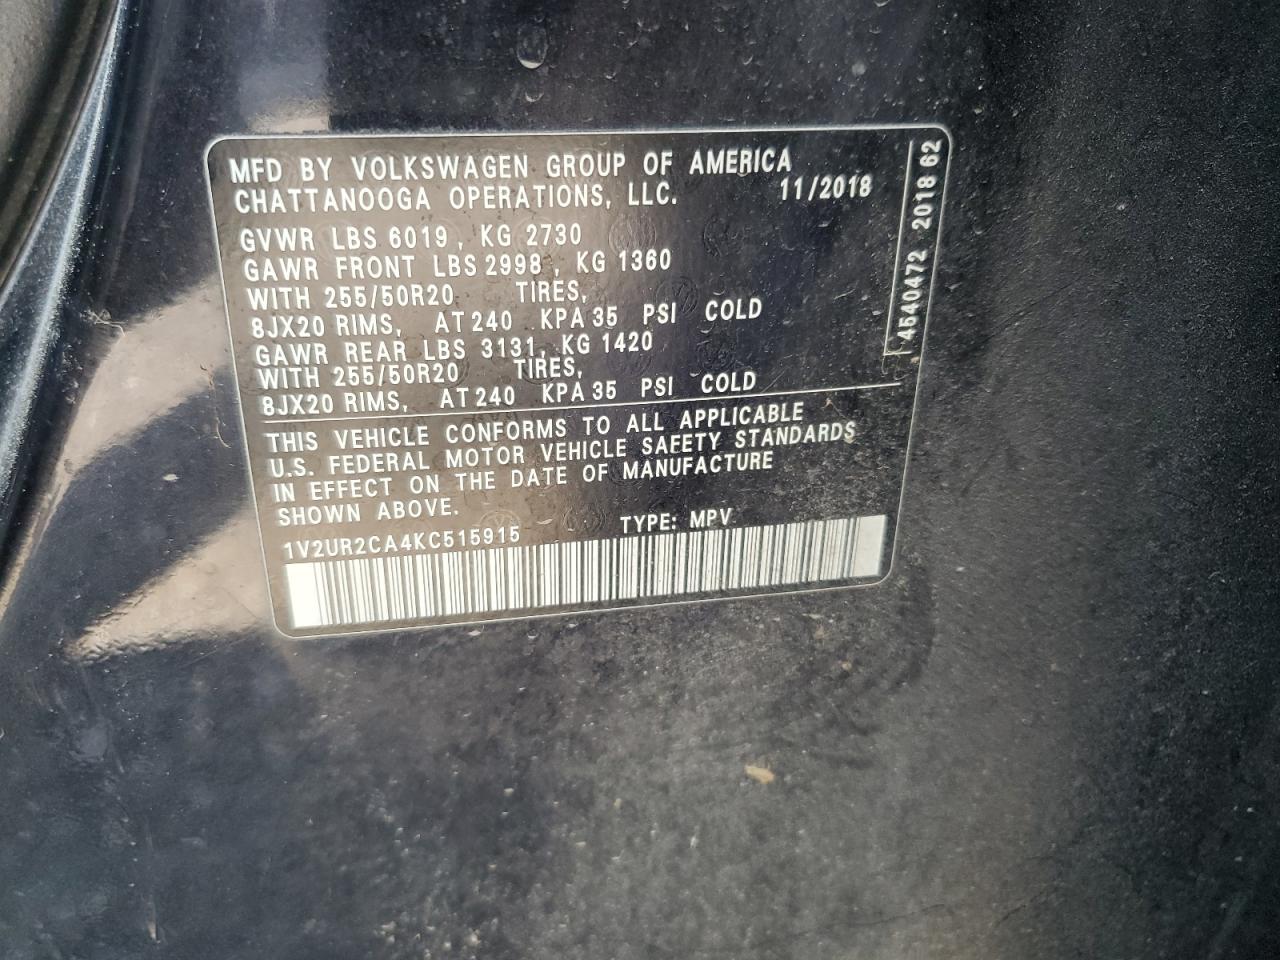 MFD BY VOLKSWAGEN GROUP OF AMERICA
CHATTANOOGA OPERATIONS, LLC. 11/2018
GVWR LBS 6019, KG 2730
GAWR FRONT LBS 2998, KG 1360
WITH 255/50R20 TIRES,
8JX20 RIMS, AT 240 KPA 35 PSI COLD
GAWR REAR LBS 3131, KG 1420
WITH 255/50R20 TIRES,
8JX20 RIMS, AT 240 KPA 35 PSI COLD
THIS VEHICLE CONFORMS TO ALL APPLICABLE
U.S. FEDERAL MOTOR VEHICLE SAFETY STANDARDS
IN EFFECT ON THE DATE OF MANUFACTURE
SHOWN ABOVE.
1V2UR2CA4KC515915 TYPE: MPV
4640472 2018 62